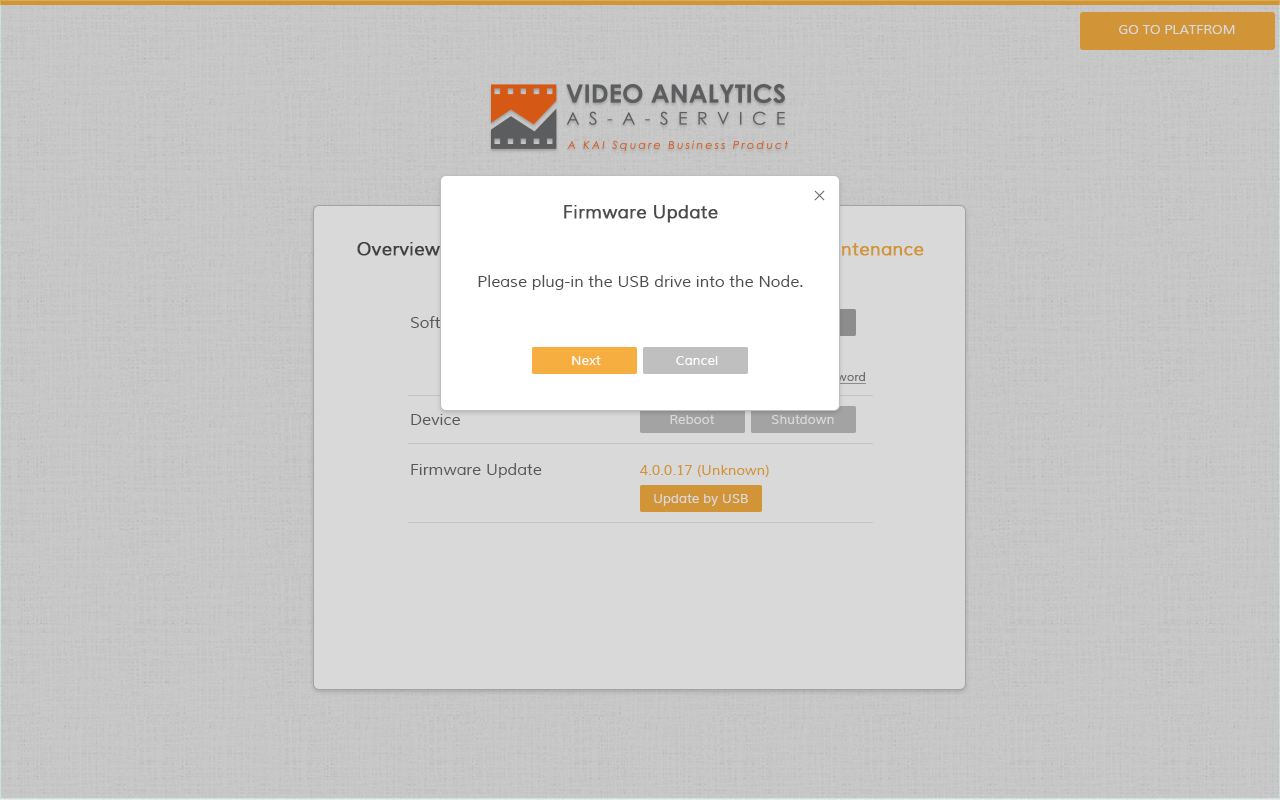 GO TO PLATFROM
VIDEO ANALYTICS
AS-A-SERVICE
A KAI Square Business Product
Firmware Update
Overview
ntenance
Please plug-in the USB drive into the Node.
Soft
Next Cancel
word
Device Reboot Shutdown
Firmware Update 4.0.0.17 (Unknown)
Update by USB